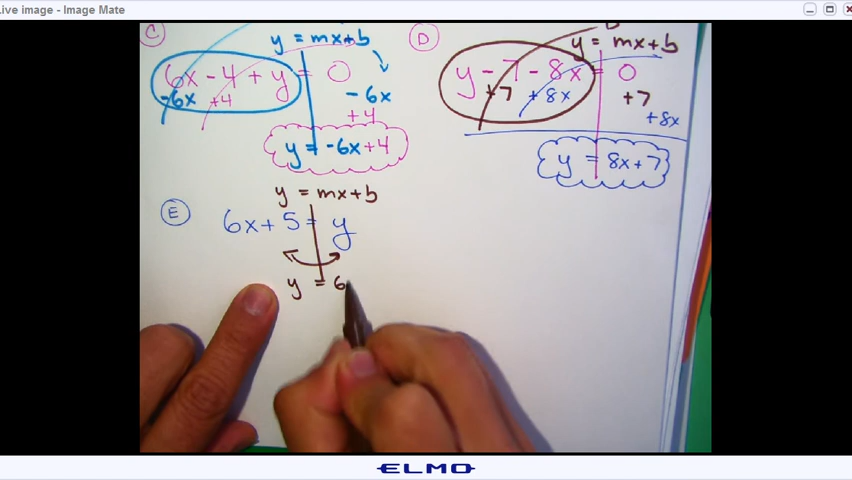 Live image - Image Mate
C
y = mx+b
6x - 4 + y = 0
-6x +4 -6x
+4
y = -6x+4
D
y = mx+b
y - 7 - 8x = 0
+7 +8x +7
+8x
y = 8x+7
y = mx+b
E
6x+5 = y
y = 6
ELMO